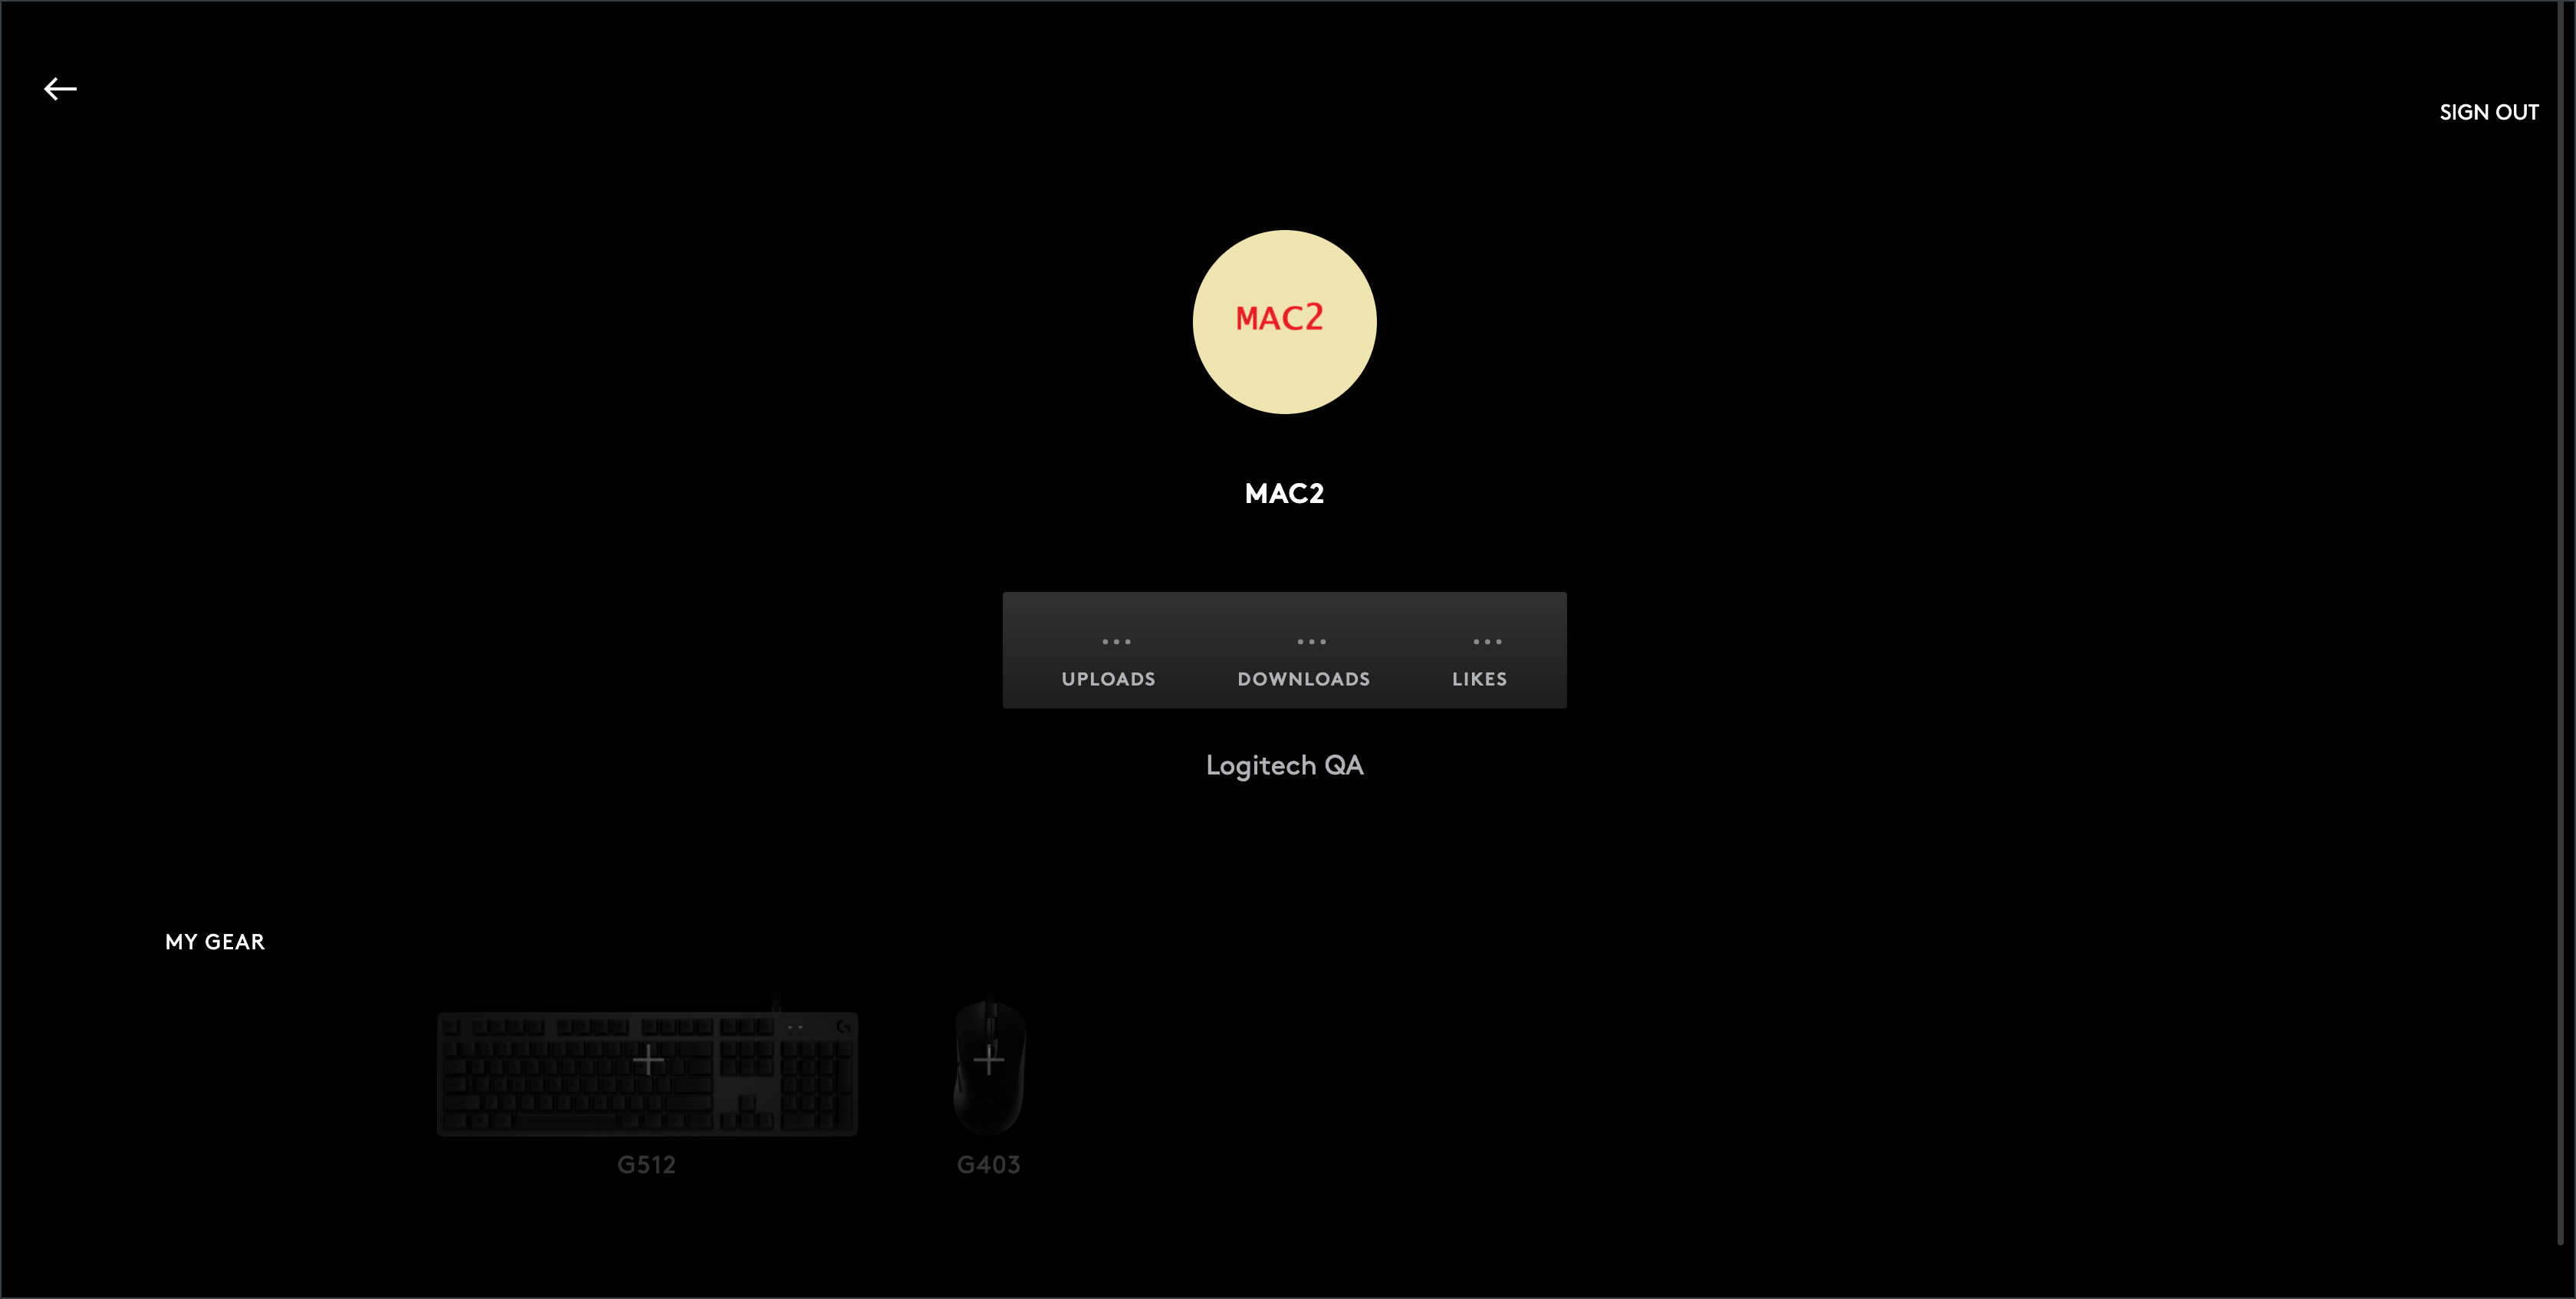 SIGN OUT
MAC2
MAC2
... ... ...
UPLOADS DOWNLOADS LIKES
Logitech QA
MY GEAR
G512 G403